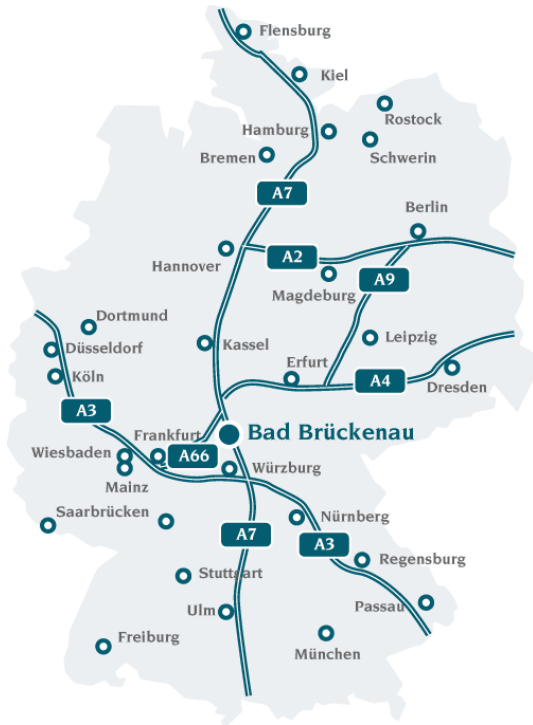 Flensburg
Kiel
Rostock
Hamburg
Schwerin
Bremen
A7
Berlin
Hannover
A2
A9
Magdeburg
Dortmund
Düsseldorf
Kassel
Leipzig
Erfurt
Köln
A4
Dresden
A3
Frankfurt
Bad Brückenau
Wiesbaden
A66
Würzburg
Mainz
Saarbrücken
Nürnberg
A7
A3
Regensburg
Stuttgart
Passau
Ulm
Freiburg
München